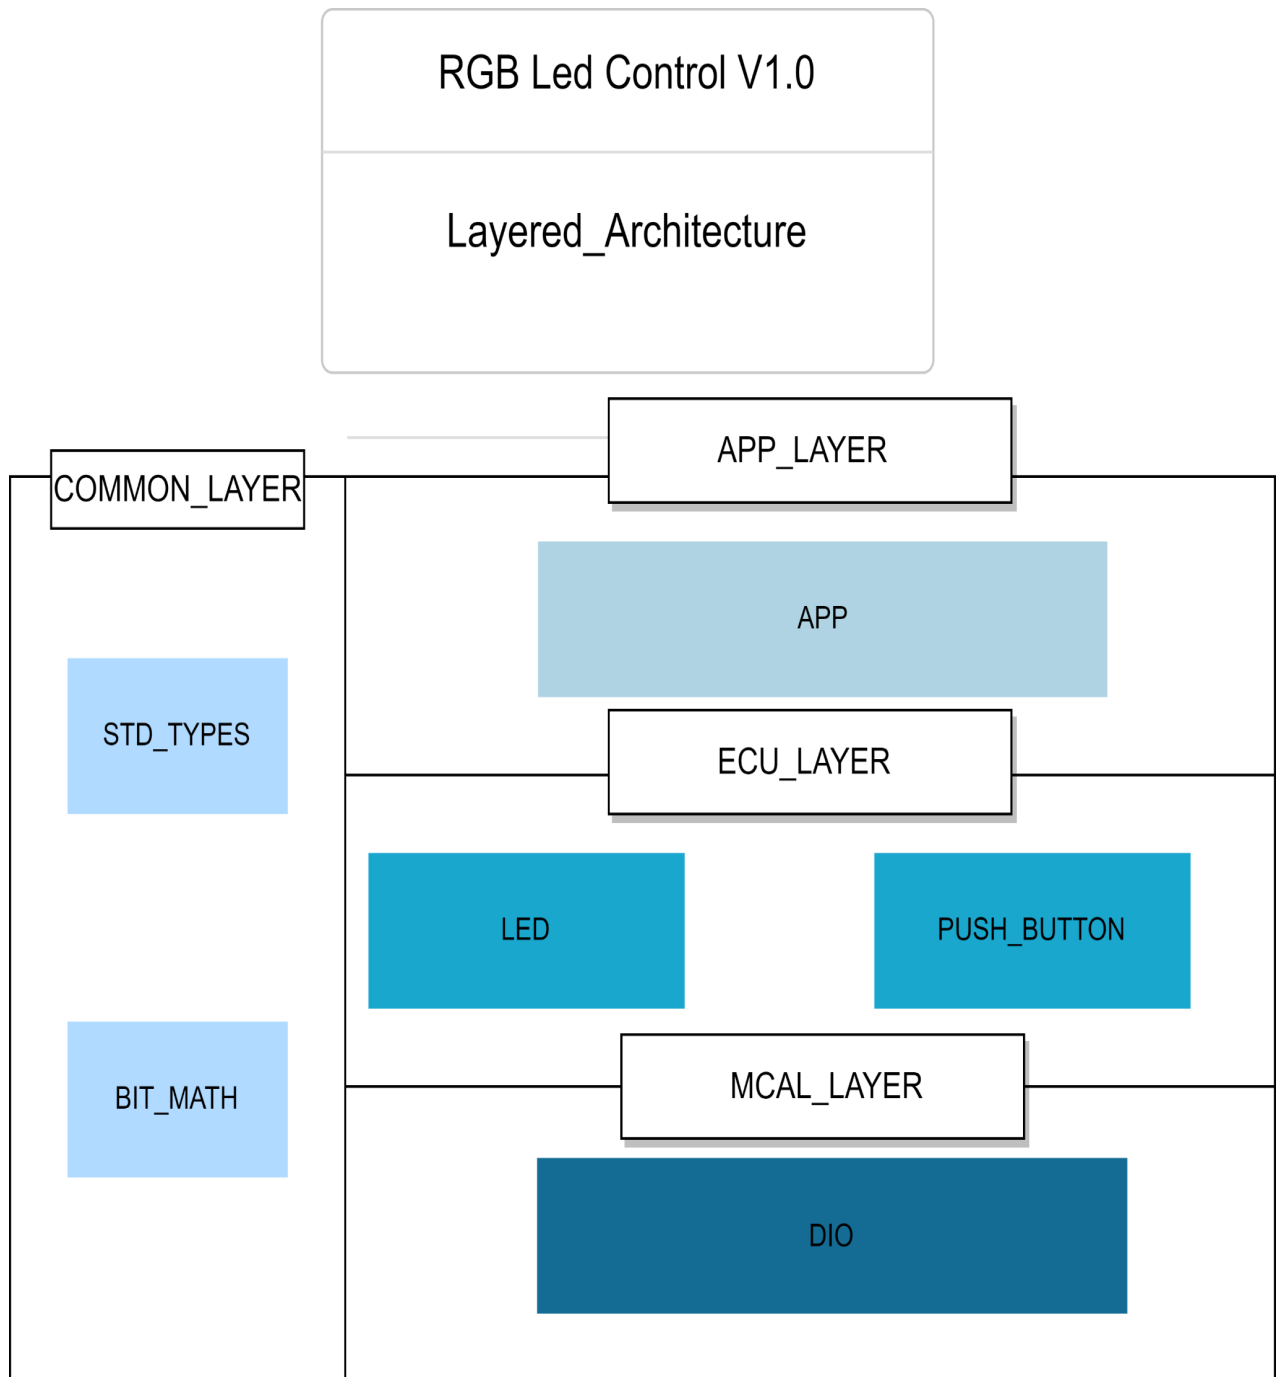 RGB Led Control V1.0
Layered_Architecture
APP_LAYER
COMMON_LAYER
APP
STD_TYPES
ECU_LAYER
LED
PUSH_BUTTON
BIT_MATH
MCAL_LAYER
DIO